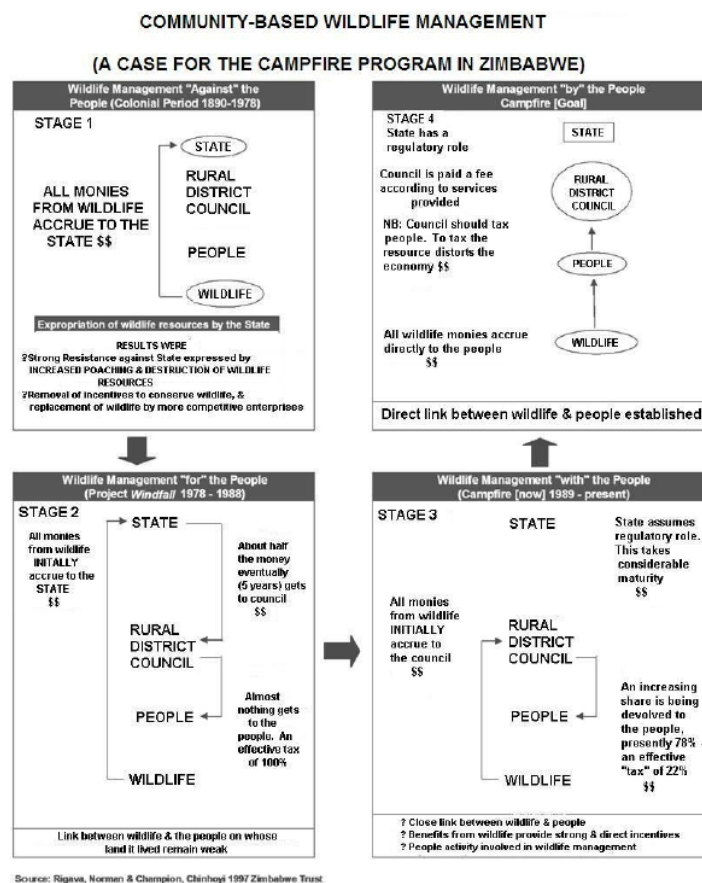 COMMUNITY-BASED WILDLIFE MANAGEMENT
(A CASE FOR THE CAMPFIRE PROGRAM IN ZIMBABWE)
Wildlife Management "Against" the
People (Colonial Period 1890-1978)
STAGE 1
STATE
RURAL
DISTRICT
COUNCIL
ALL MONIES
FROM WILDLIFE
ACCRUE TO THE
STATE $$
PEOPLE
WILDLIFE
Expropriation of wildlife resources by the State
RESULTS WERE
?Strong Resistance against State expressed by
INCREASED POACHING & DESTRUCTION OF WILDLIFE
RESOURCES
?Removal of incentives to conserve wildlife, &
replacement of wildlife by more competitive enterprises
Wildlife Management "for" the People
(Project Windfall 1978 - 1988)
STAGE 2
All monies
from wildlife
INITALLY
accrue to the
STATE
$$
STATE
About half
the money
eventually
(5 years) gets
to council
$$
RURAL
DISTRICT
COUNCIL
PEOPLE
Almost
nothing gets
to the
people. An
effective tax
of 100%
WILDLIFE
Link between wildlife & the people on whose
land it lived remain weak
Wildlife Management "with" the People
(Campfire [now] 1989 - present)
STAGE 3
STATE
State assumes
regulatory role.
This takes
considerable
maturity
$$
All monies
from wildlife
INITIALLY
accrue to
the council
$$
RURAL
DISTRICT
COUNCIL
PEOPLE
An increasing
share is being
devolved to
the people,
presently 78% -
an effective
"tax" of 22%
$$
WILDLIFE
? Close link between wildlife & people
? Benefits from wildlife provide strong & direct incentives
? People activity involved in wildlife management
Wildlife Management "by" the People
Campfire [Goal]
STAGE 4
State has a
regulatory role
STATE
Council is paid a fee
according to services
provided
RURAL
DISTRICT
COUNCIL
NB: Council should tax
people. To tax the
resource distorts the
economy $$
PEOPLE
All wildlife monies accrue
directly to the people
$$
WILDLIFE
Direct link between wildlife & people established
Source: Rigava, Norman & Champion, Chinhoyi 1997 Zimbabwe Trust